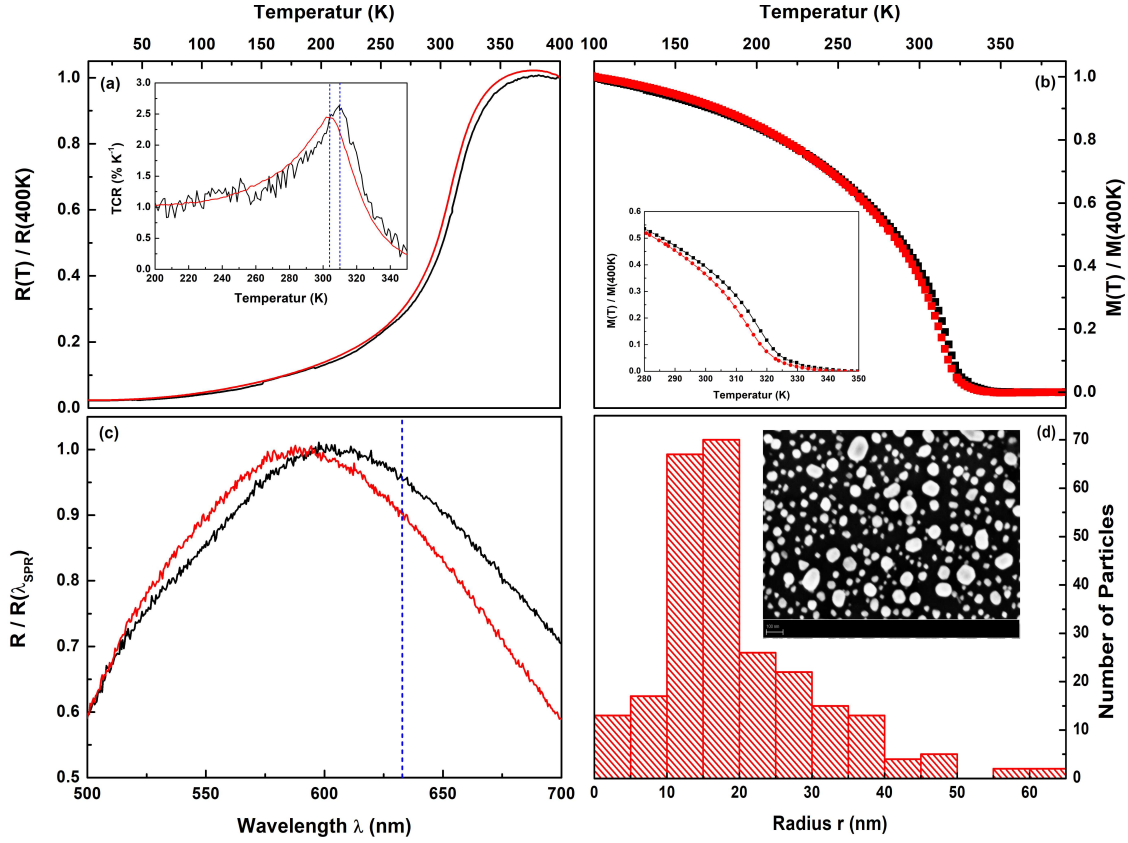 Temperatur (K)
50 100 150 200 250 300 350 400
R(T) / R(400K)
1.0
0.8
0.6
0.4
0.2
0.0
(a)
TCR (% K⁻¹)
3.0
2.5
2.0
1.5
1.0
0.5
0.0
200 220 240 260 280 300 320 340
Temperatur (K)
Temperatur (K)
100 150 200 250 300 350
(b)
M(T) / M(400K)
1.0
0.8
0.6
0.4
0.2
0.0
M(T) / M(400K)
0.6
0.5
0.4
0.3
0.2
0.1
0.0
280 290 300 310 320 330 340 350
Temperatur (K)
(c)
R / R(λSPR)
1.0
0.9
0.8
0.7
0.6
0.5
500 550 600 650 700
Wavelength λ (nm)
(d)
Number of Particles
70
60
50
40
30
20
10
0
100 nm
0 10 20 30 40 50 60
Radius r (nm)